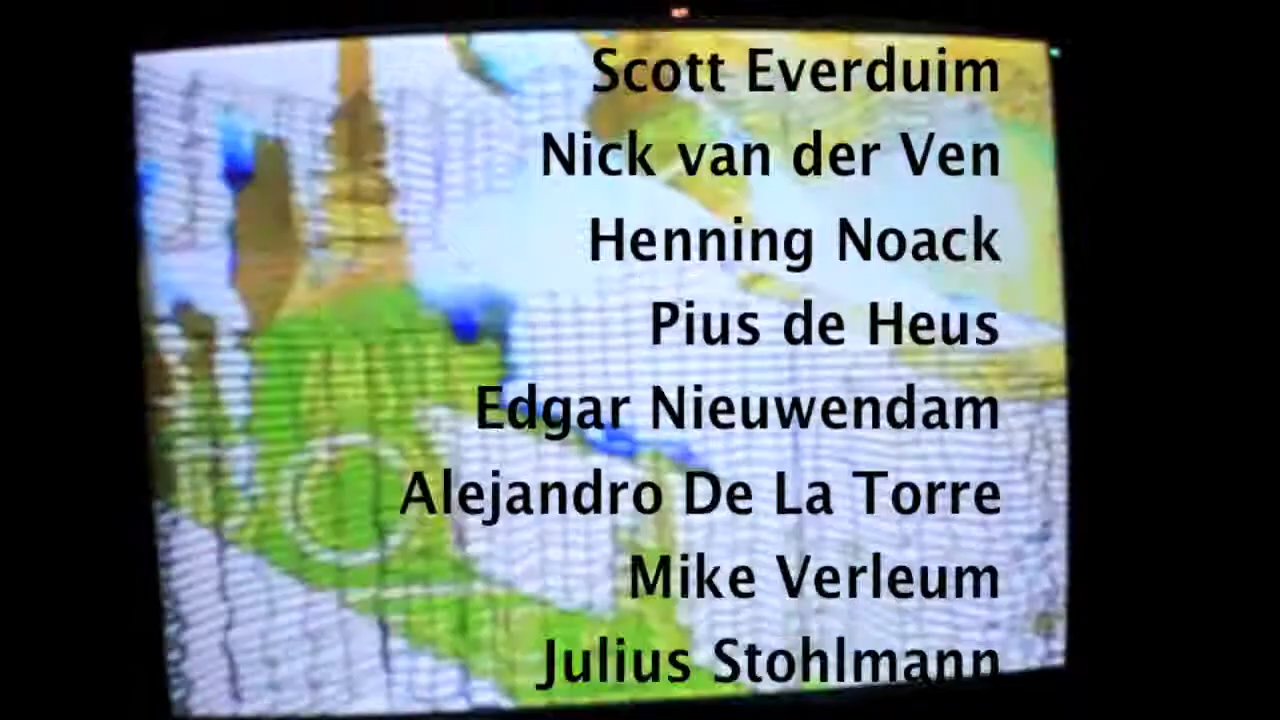 Scott Everduim
Nick van der Ven
Henning Noack
Pius de Heus
Edgar Nieuwendam
Alejandro De La Torre
Mike Verleum
Julius Stohlmann